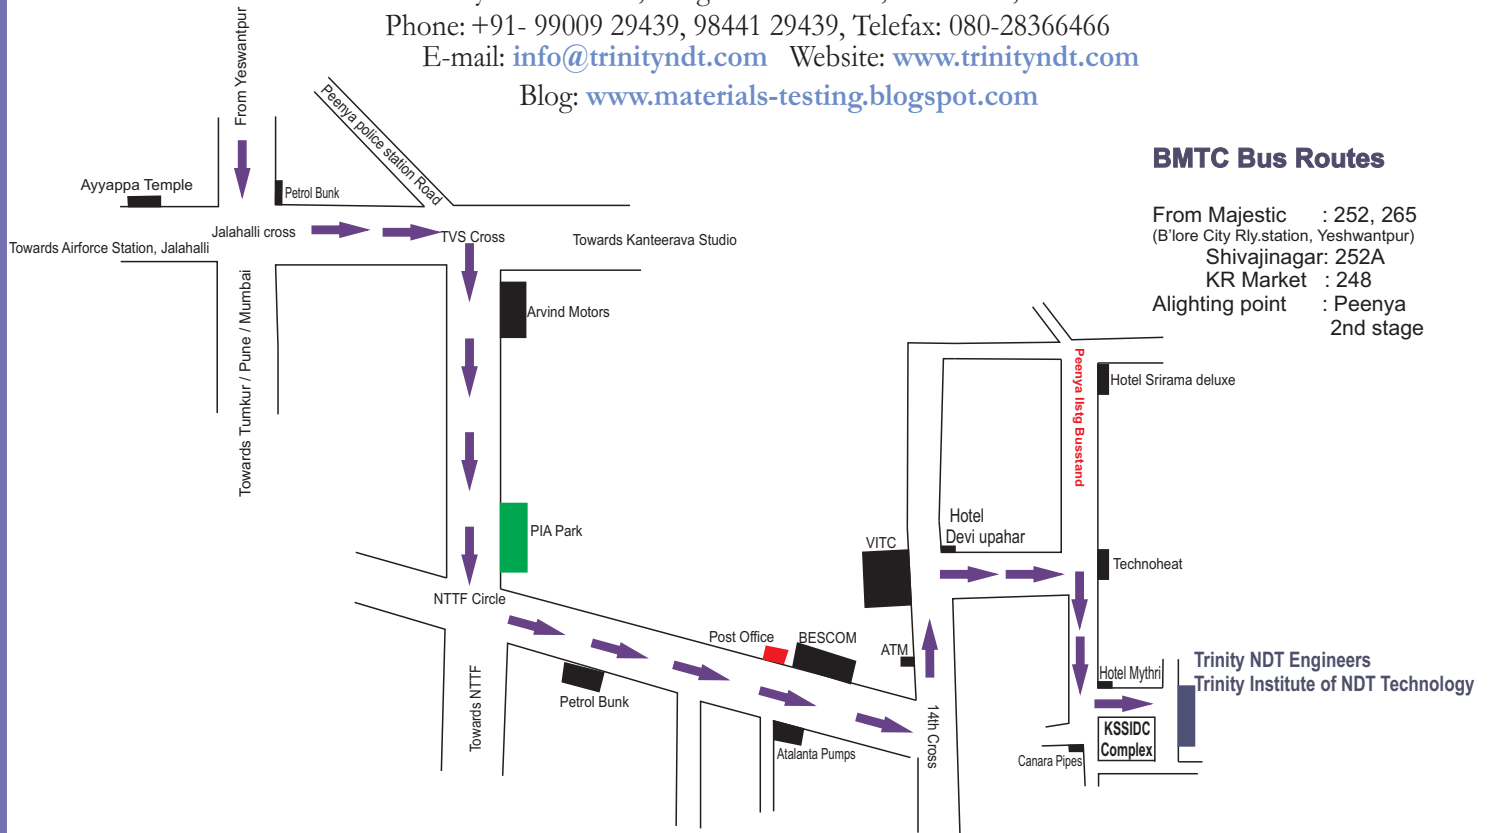 Phone: +91- 99009 29439, 98441 29439, Telefax: 080-28366466
E-mail: info@trinityndt.com Website: www.trinityndt.com
Blog: www.materials-testing.blogspot.com
BMTC Bus Routes
From Majestic : 252, 265
(B'lore City Rly.station, Yeshwantpur)
Shivajinagar: 252A
KR Market : 248
Alighting point : Peenya
2nd stage
From Yeswantpur
Peenya police station Road
Ayyappa Temple
Petrol Bunk
Jalahalli cross
TVS Cross
Towards Airforce Station, Jalahalli
Towards Kanteerava Studio
Towards Tumkur / Pune / Mumbai
Arvind Motors
Peenya IIstg Busstand
Hotel Srirama deluxe
PIA Park
Hotel
Devi upahar
VITC
Technoheat
NTTF Circle
Post Office
BESCOM
ATM
Towards NTTF
Petrol Bunk
Hotel Mythri
Trinity NDT Engineers
Trinity Institute of NDT Technology
14th Cross
Atalanta Pumps
KSSIDC
Complex
Canara Pipes